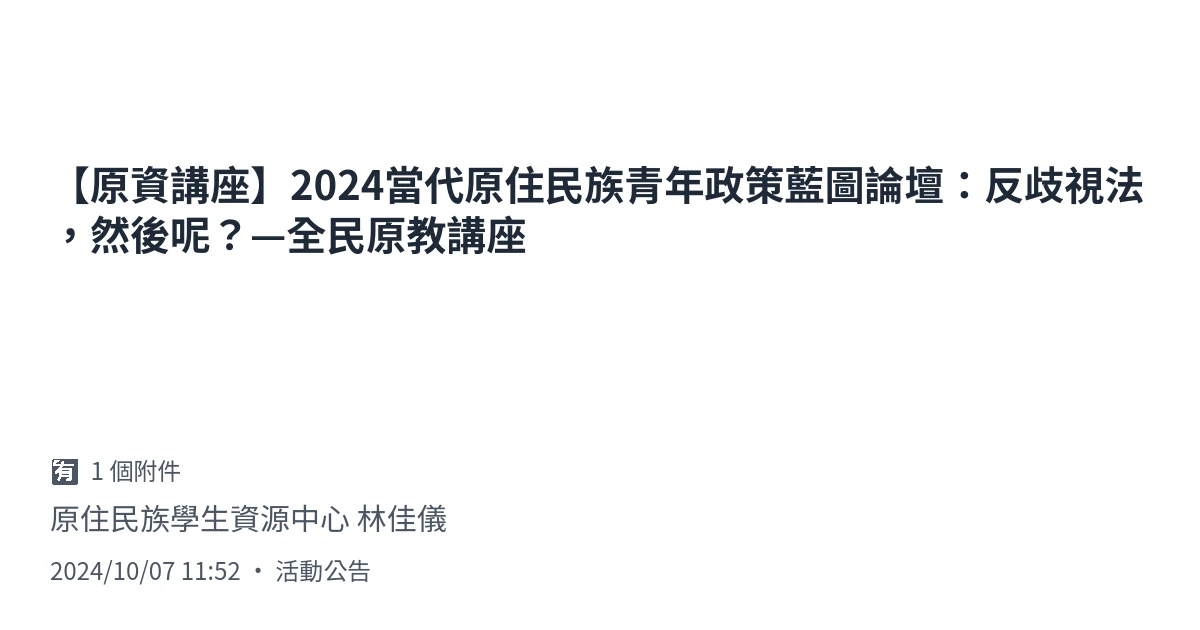 【原資講座】2024當代原住民族青年政策藍圖論壇：反歧視法
，然後呢？—全民原教講座
有 1 個附件
原住民族學生資源中心 林佳儀
2024/10/07 11:52 • 活動公告